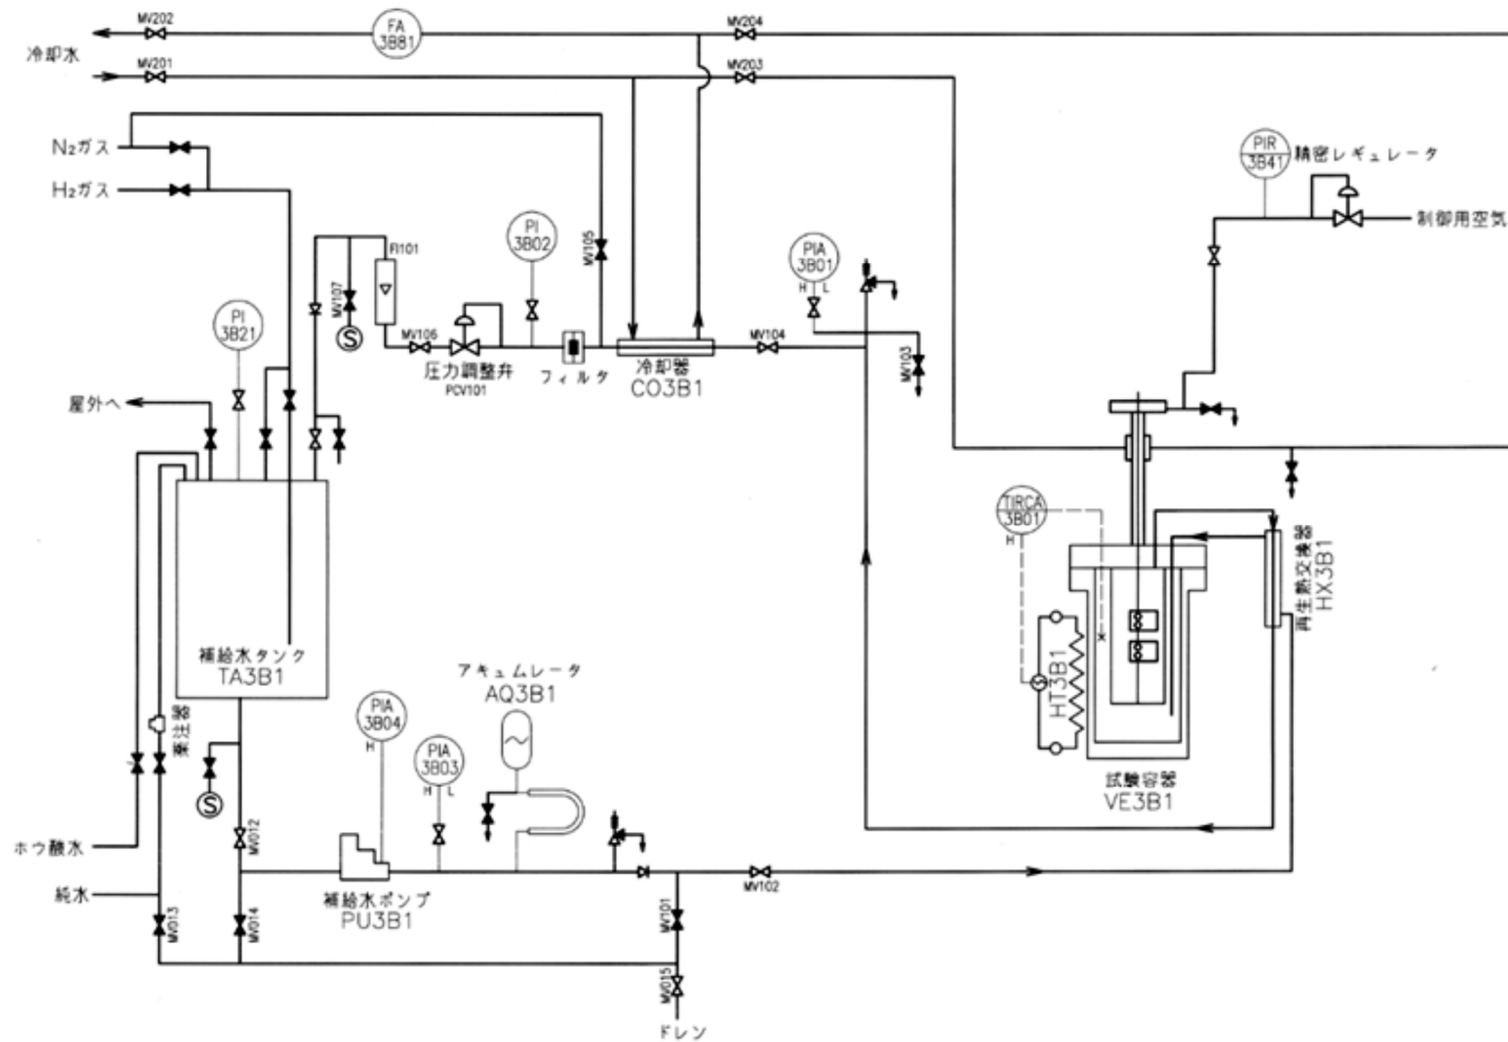 MV202
FA
3B81
MV204
冷却水
MV201
MV203
N₂ガス
H₂ガス
PIR
3B41
精密レギュレータ
制御用空気
PI
3B02
MV105
PIA
3B01
H L
FI101
MV107
S
PI
3B21
MV106
圧力調整弁
PCV101
フィルタ
冷却器
CO3B1
MV104
MV103
屋外へ
TIRCA
3B01
H
再生熱交換器
HX3B1
HT3B1
補給水タンク
TA3B1
アキュムレータ
AQ3B1
薬注器
PIA
3B04
H
PIA
3B03
H L
試験容器
VE3B1
S
MV012
ホウ酸水
純水
補給水ポンプ
PU3B1
MV102
MV013
MV014
MV101
MV015
ドレン